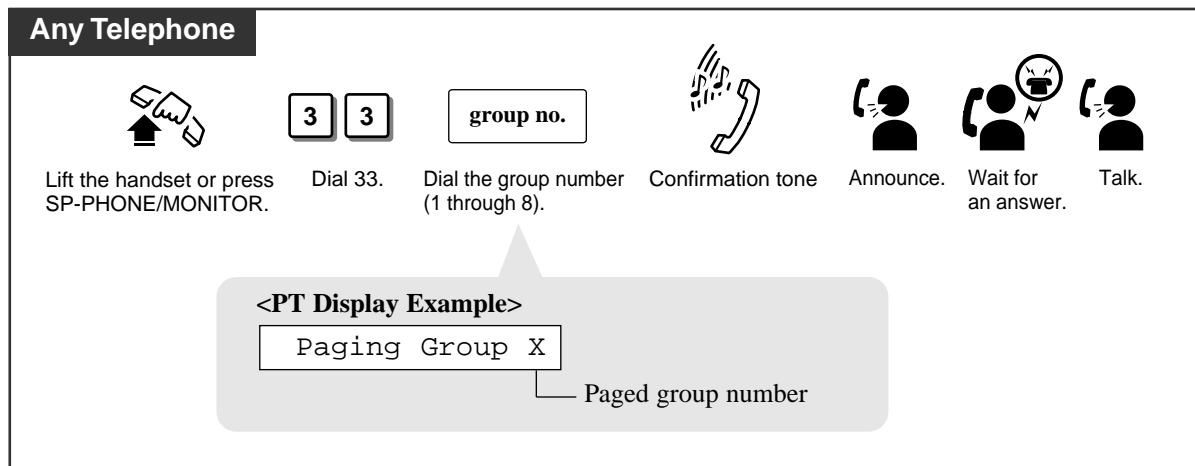 Any Telephone
3 3
group no.
Lift the handset or press
SP-PHONE/MONITOR.
Dial 33.
Dial the group number
(1 through 8).
Confirmation tone
Announce.
Wait for
an answer.
Talk.
<PT Display Example>
Paging Group X
Paged group number